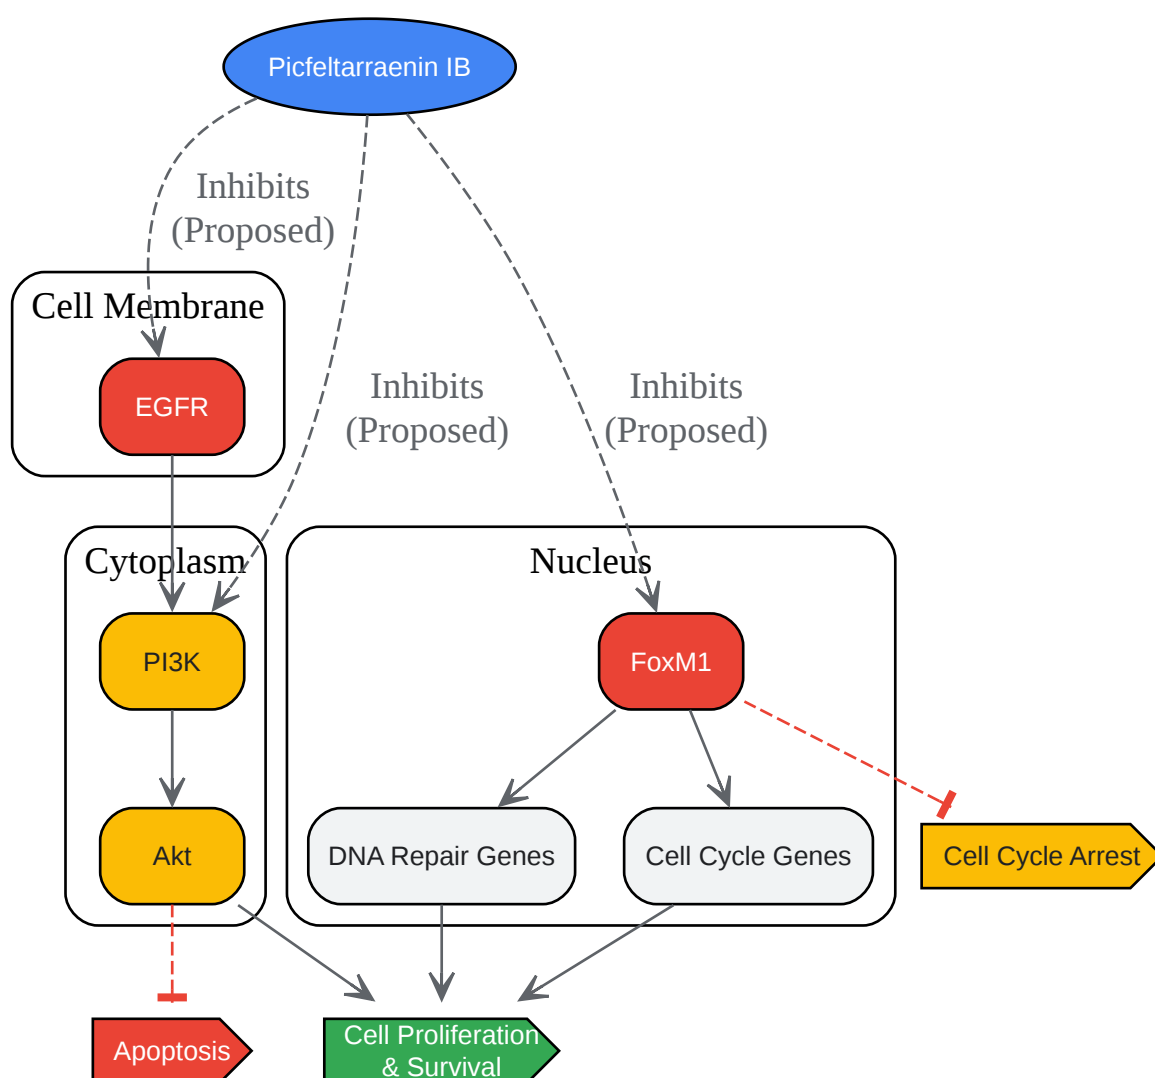 Picfeltarraenin IB
Inhibits
(Proposed)
Cell Membrane
Inhibits
(Proposed)
Inhibits
(Proposed)
EGFR
Cytoplasm
Nucleus
PI3K
FoxM1
Akt
DNA Repair Genes
Cell Cycle Genes
Cell Cycle Arrest
Apoptosis
Cell Proliferation
& Survival